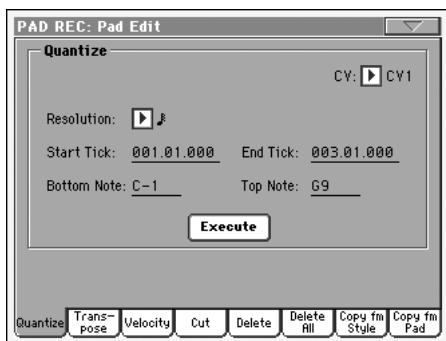 PAD REC: Pad Edit
Quantize
CV: CV1
Resolution:
Start Tick: 001.01.000 End Tick: 003.01.000
Bottom Note: C-1 Top Note: G9
Execute
Quantize Trans-pose Velocity Cut Delete Delete All Copy fm Style Copy fm Pad